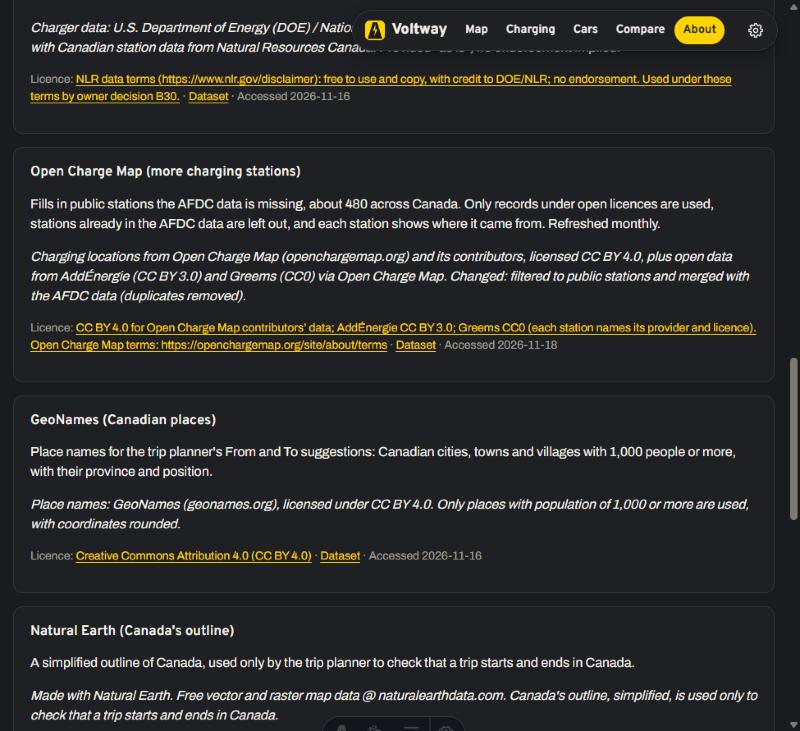 Voltway Map Charging Cars Compare About
Charger data: U.S. Department of Energy (DOE) /
with Canadian station data from Natural Resources
Licence: NLR data terms (https://www.nlr.gov/disclaimer): free to use and copy, with credit to DOE/NLR; no endorsement. Used under these
terms by owner decision B30. · Dataset · Accessed 2026-11-16
Open Charge Map (more charging stations)
Fills in public stations the AFDC data is missing, about 480 across Canada. Only records under open licences are used,
stations already in the AFDC data are left out, and each station shows where it came from. Refreshed monthly.
Charging locations from Open Charge Map (openchargemap.org) and its contributors, licensed CC BY 4.0, plus open data
from AddÉnergie (CC BY 3.0) and Greems (CC0) via Open Charge Map. Changed: filtered to public stations and merged with
the AFDC data (duplicates removed).
Licence: CC BY 4.0 for Open Charge Map contributors' data; AddÉnergie CC BY 3.0; Greems CC0 (each station names its provider and licence).
Open Charge Map terms: https://openchargemap.org/site/about/terms · Dataset · Accessed 2026-11-18
GeoNames (Canadian places)
Place names for the trip planner's From and To suggestions: Canadian cities, towns and villages with 1,000 people or more,
with their province and position.
Place names: GeoNames (geonames.org), licensed under CC BY 4.0. Only places with population of 1,000 or more are used,
with coordinates rounded.
Licence: Creative Commons Attribution 4.0 (CC BY 4.0) · Dataset · Accessed 2026-11-16
Natural Earth (Canada's outline)
A simplified outline of Canada, used only by the trip planner to check that a trip starts and ends in Canada.
Made with Natural Earth. Free vector and raster map data @ naturalearthdata.com. Canada's outline, simplified, is used only to
check that a trip starts and ends in Canada.